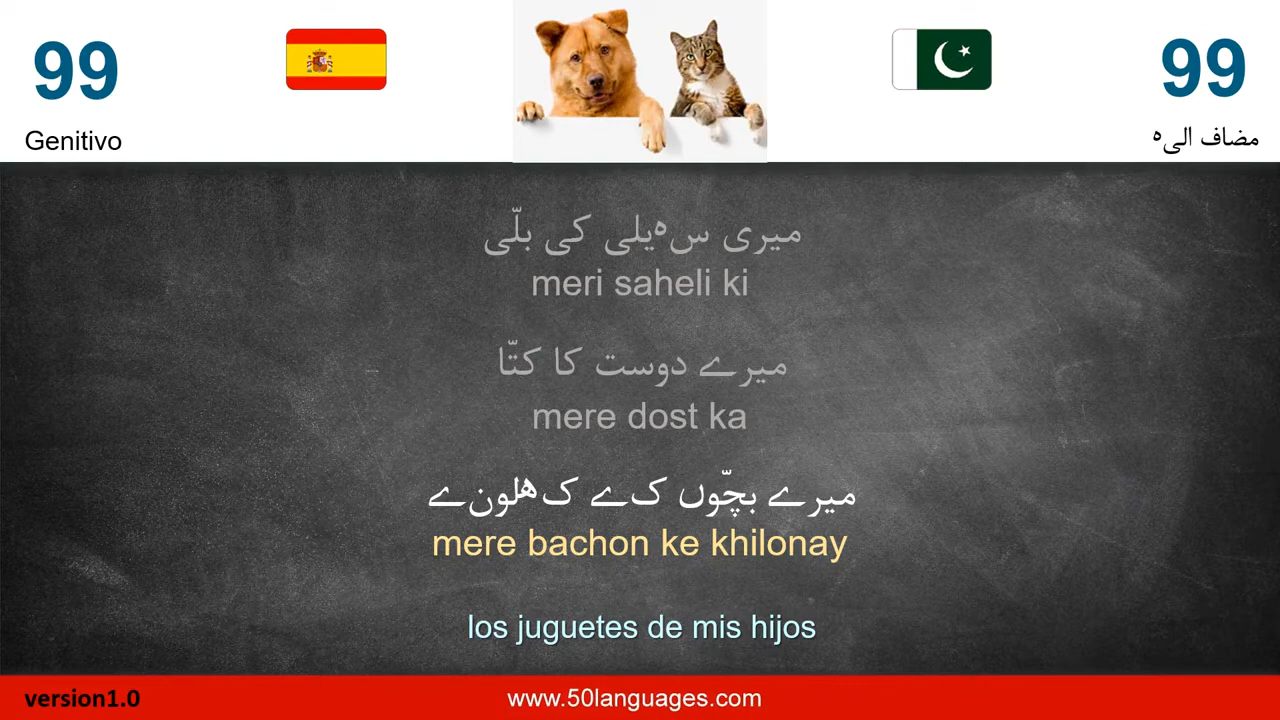 99
Genitivo
99
مضاف الیہ
میری سہیلی کی بلّی
meri saheli ki
میرے دوست کا کتّا
mere dost ka
میرے بچّوں کے کھلونے
mere bachon ke khilonay
los juguetes de mis hijos
version1.0
www.50languages.com